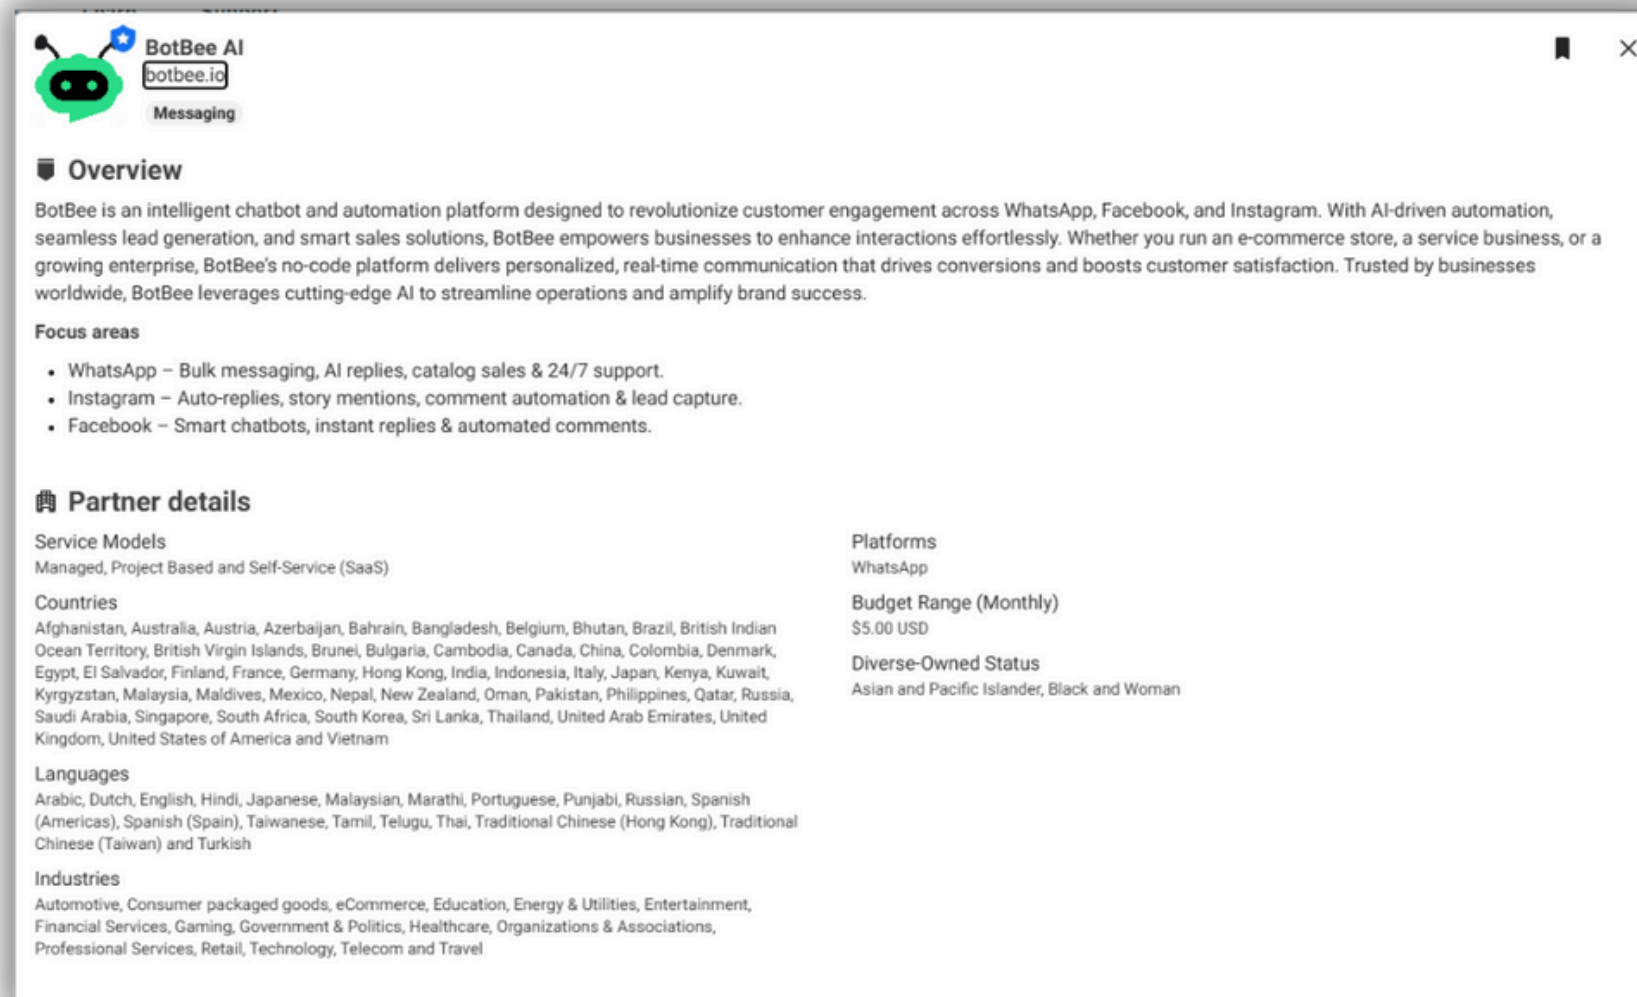 Learn Support
BotBee AI
botbee.io
Messaging
Overview
BotBee is an intelligent chatbot and automation platform designed to revolutionize customer engagement across WhatsApp, Facebook, and Instagram. With AI-driven automation,
seamless lead generation, and smart sales solutions, BotBee empowers businesses to enhance interactions effortlessly. Whether you run an e-commerce store, a service business, or a
growing enterprise, BotBee's no-code platform delivers personalized, real-time communication that drives conversions and boosts customer satisfaction. Trusted by businesses
worldwide, BotBee leverages cutting-edge AI to streamline operations and amplify brand success.
Focus areas
• WhatsApp – Bulk messaging, AI replies, catalog sales & 24/7 support.
• Instagram – Auto-replies, story mentions, comment automation & lead capture.
• Facebook – Smart chatbots, instant replies & automated comments.
Partner details
Service Models
Managed, Project Based and Self-Service (SaaS)
Countries
Afghanistan, Australia, Austria, Azerbaijan, Bahrain, Bangladesh, Belgium, Bhutan, Brazil, British Indian
Ocean Territory, British Virgin Islands, Brunei, Bulgaria, Cambodia, Canada, China, Colombia, Denmark,
Egypt, El Salvador, Finland, France, Germany, Hong Kong, India, Indonesia, Italy, Japan, Kenya, Kuwait,
Kyrgyzstan, Malaysia, Maldives, Mexico, Nepal, New Zealand, Oman, Pakistan, Philippines, Qatar, Russia,
Saudi Arabia, Singapore, South Africa, South Korea, Sri Lanka, Thailand, United Arab Emirates, United
Kingdom, United States of America and Vietnam
Languages
Arabic, Dutch, English, Hindi, Japanese, Malaysian, Marathi, Portuguese, Punjabi, Russian, Spanish
(Americas), Spanish (Spain), Taiwanese, Tamil, Telugu, Thai, Traditional Chinese (Hong Kong), Traditional
Chinese (Taiwan) and Turkish
Industries
Automotive, Consumer packaged goods, eCommerce, Education, Energy & Utilities, Entertainment,
Financial Services, Gaming, Government & Politics, Healthcare, Organizations & Associations,
Professional Services, Retail, Technology, Telecom and Travel
Platforms
WhatsApp
Budget Range (Monthly)
$5.00 USD
Diverse-Owned Status
Asian and Pacific Islander, Black and Woman